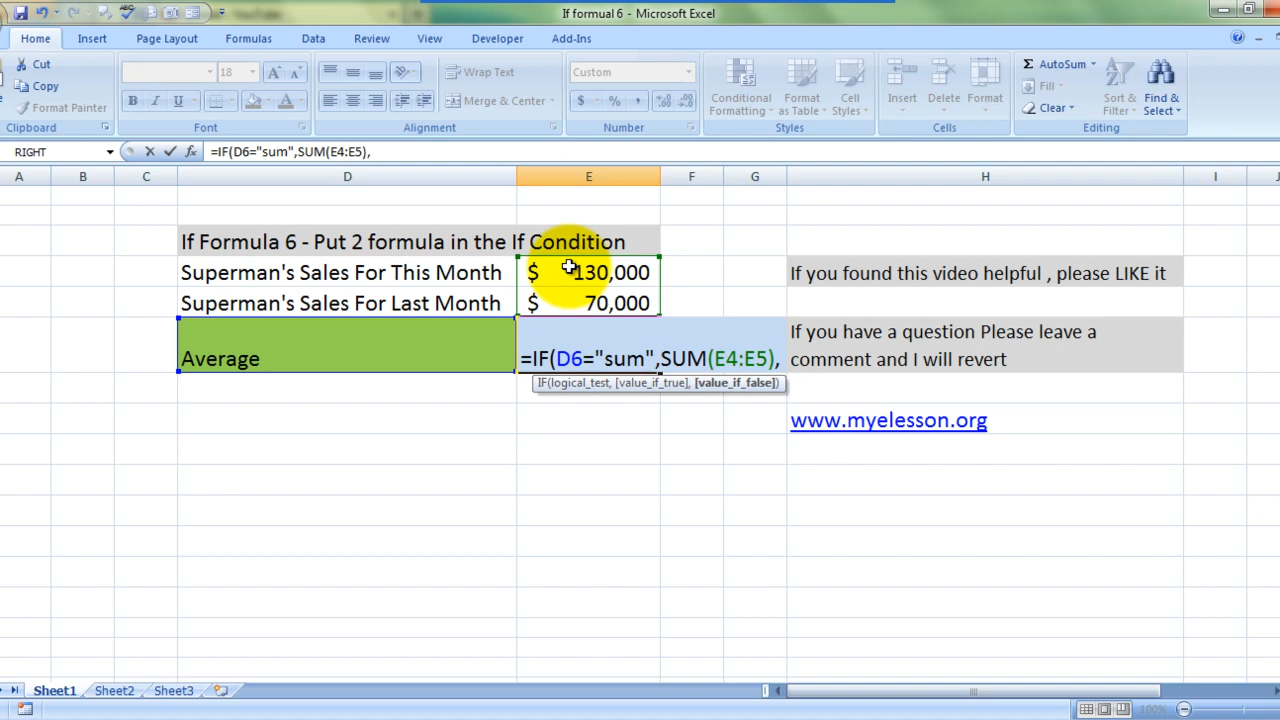 If formual 6 - Microsoft Excel
Home Insert Page Layout Formulas Data Review View Developer Add-Ins
Cut
Copy
Format Painter
Clipboard
18
Font
Wrap Text
Merge & Center
Alignment
Custom
$ % ,
Number
Conditional Formatting
Format as Table
Cell Styles
Styles
Insert
Delete
Format
Cells
AutoSum
Fill
Clear
Sort & Filter
Find & Select
Editing
RIGHT
=IF(D6="sum",SUM(E4:E5),
A B C D E F G H I J
If Formula 6 - Put 2 formula in the If Condition
Superman's Sales For This Month $ 130,000 If you found this video helpful , please LIKE it
Superman's Sales For Last Month $ 70,000
If you have a question Please leave a
Average =IF(D6="sum",SUM(E4:E5), comment and I will revert
IF(logical_test, [value_if_true], [value_if_false])
www.myelesson.org
Sheet1 Sheet2 Sheet3
100%